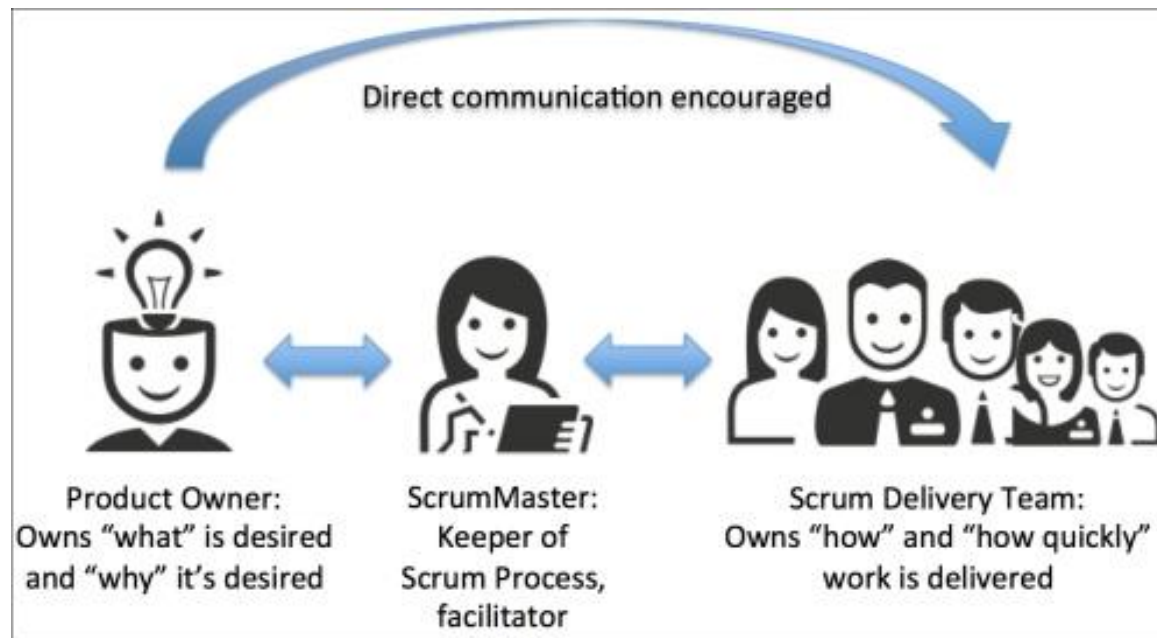 Direct communication encouraged
Product Owner:
Owns “what” is desired
and “why” it’s desired
ScrumMaster:
Keeper of
Scrum Process,
facilitator
Scrum Delivery Team:
Owns “how” and “how quickly”
work is delivered